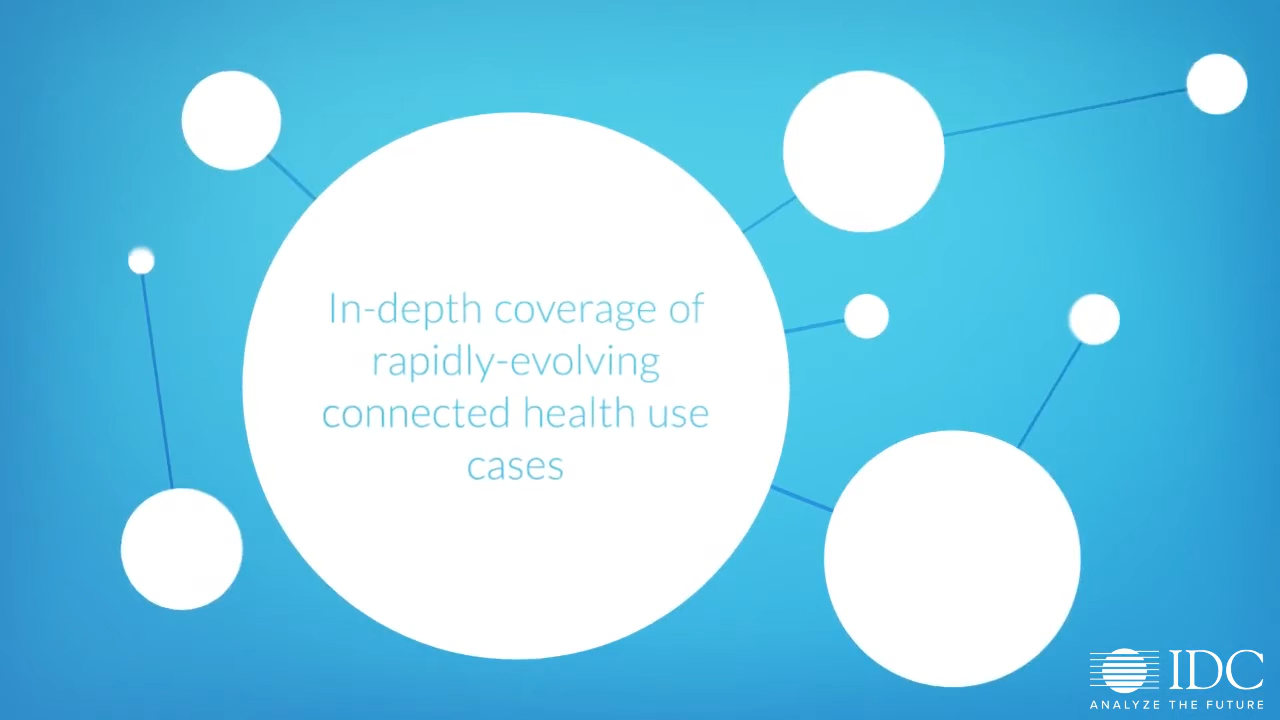 In-depth coverage of
rapidly-evolving
connected health use
cases
IDC
ANALYZE THE FUTURE